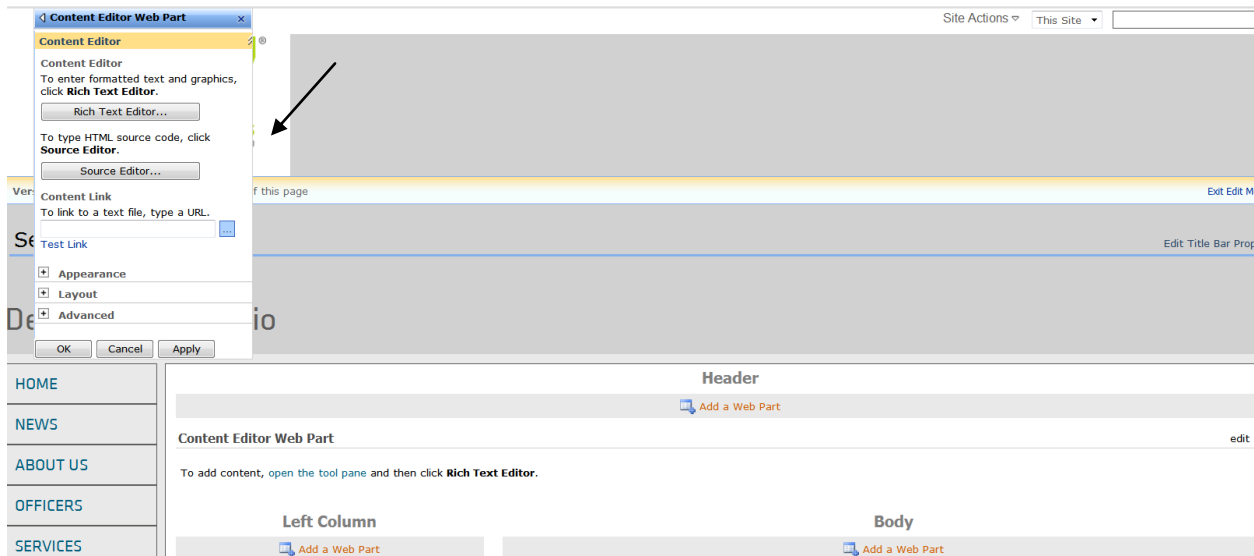 Content Editor Web Part
Site Actions
This Site
Content Editor
®
Content Editor
To enter formatted text and graphics,
click Rich Text Editor.
Rich Text Editor...
To type HTML source code, click
Source Editor.
Source Editor...
this page
Exit Edit M
Content Link
To link to a text file, type a URL.
...
Test Link
Edit Title Bar Prop
Appearance
Layout
Advanced
OK Cancel Apply
HOME
NEWS
ABOUT US
OFFICERS
SERVICES
Header
Add a Web Part
Content Editor Web Part
edit
To add content, open the tool pane and then click Rich Text Editor.
Left Column
Add a Web Part
Body
Add a Web Part